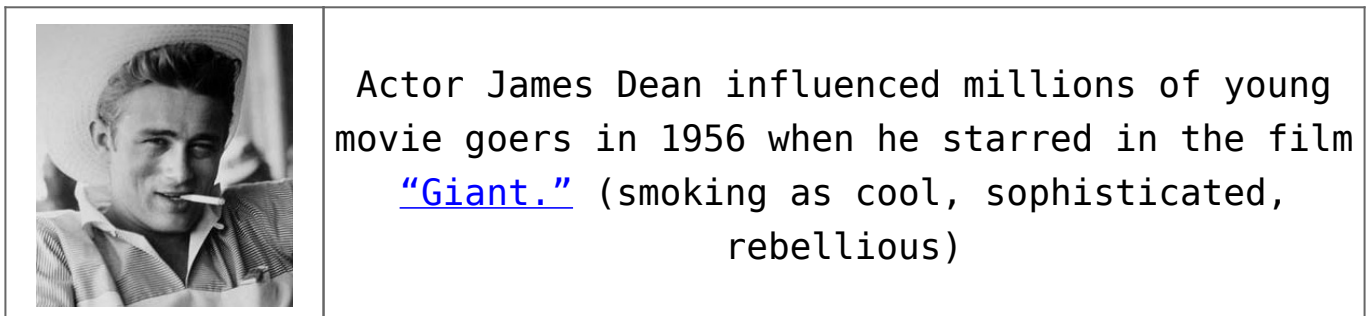 Actor James Dean influenced millions of young
movie goers in 1956 when he starred in the film
“Giant.” (smoking as cool, sophisticated,
rebellious)